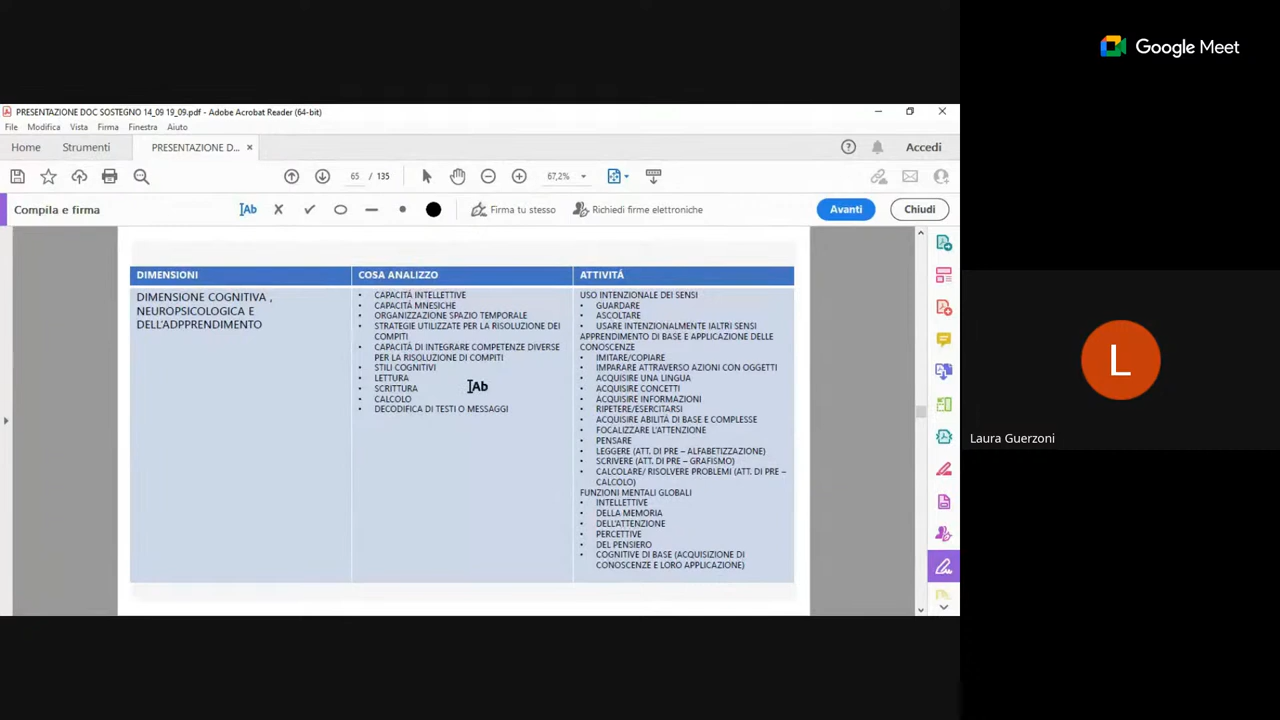 Google Meet
PRESENTAZIONE DOC SOSTEGNO 14_09 19_09.pdf - Adobe Acrobat Reader (64-bit)
File Modifica Vista Firma Finestra Aiuto
Home Strumenti PRESENTAZIONE D... × Accedi
65 / 135 67,2%
Compila e firma Ab Firma tu stesso Richiedi firme elettroniche Avanti Chiudi
DIMENSIONI
DIMENSIONE COGNITIVA ,
NEUROPSICOLOGICA E
DELL'ADPPRENDIMENTO
COSA ANALIZZO
• CAPACITÁ INTELLETTIVE
• CAPACITÁ MNESICHE
• ORGANIZZAZIONE SPAZIO TEMPORALE
• STRATEGIE UTILIZZATE PER LA RISOLUZIONE DEI
COMPITI
• CAPACITÁ DI INTEGRARE COMPETENZE DIVERSE
PER LA RISOLUZIONE DI COMPITI
• STILI COGNITIVI
• LETTURA
• SCRITTURA
• CALCOLO
• DECODIFICA DI TESTI O MESSAGGI
Ab
ATTIVITÁ
USO INTENZIONALE DEI SENSI
• GUARDARE
• ASCOLTARE
• USARE INTENZIONALMENTE IALTRI SENSI
APPRENDIMENTO DI BASE E APPLICAZIONE DELLE
CONOSCENZE
• IMITARE/COPIARE
• IMPARARE ATTRAVERSO AZIONI CON OGGETTI
• ACQUISIRE UNA LINGUA
• ACQUISIRE CONCETTI
• ACQUISIRE INFORMAZIONI
• RIPETERE/ESERCITARSI
• ACQUISIRE ABILITÀ DI BASE E COMPLESSE
• FOCALIZZARE L'ATTENZIONE
• PENSARE
• LEGGERE (ATT. DI PRE – ALFABETIZZAZIONE)
• SCRIVERE (ATT. DI PRE – GRAFISMO)
• CALCOLARE/ RISOLVERE PROBLEMI (ATT. DI PRE –
CALCOLO)
FUNZIONI MENTALI GLOBALI
• INTELLETTIVE
• DELLA MEMORIA
• DELL'ATTENZIONE
• PERCETTIVE
• DEL PENSIERO
• COGNITIVE DI BASE (ACQUISIZIONE DI
CONOSCENZE E LORO APPLICAZIONE)
L
Laura Guerzoni